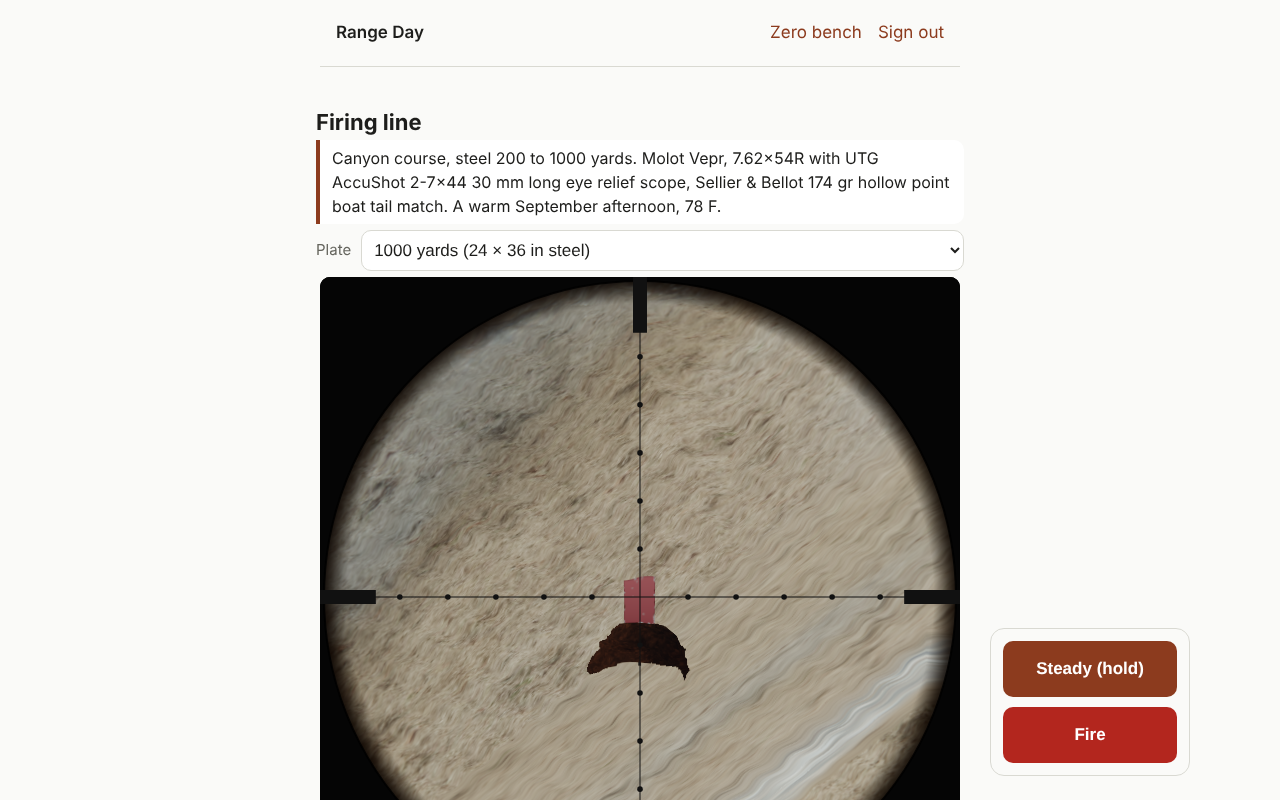 Range Day
Zero bench
Sign out
Firing line
Canyon course, steel 200 to 1000 yards. Molot Vepr, 7.62×54R with UTG
AccuShot 2-7×44 30 mm long eye relief scope, Sellier & Bellot 174 gr hollow point
boat tail match. A warm September afternoon, 78 F.
Plate
1000 yards (24 × 36 in steel)
Steady (hold)
Fire